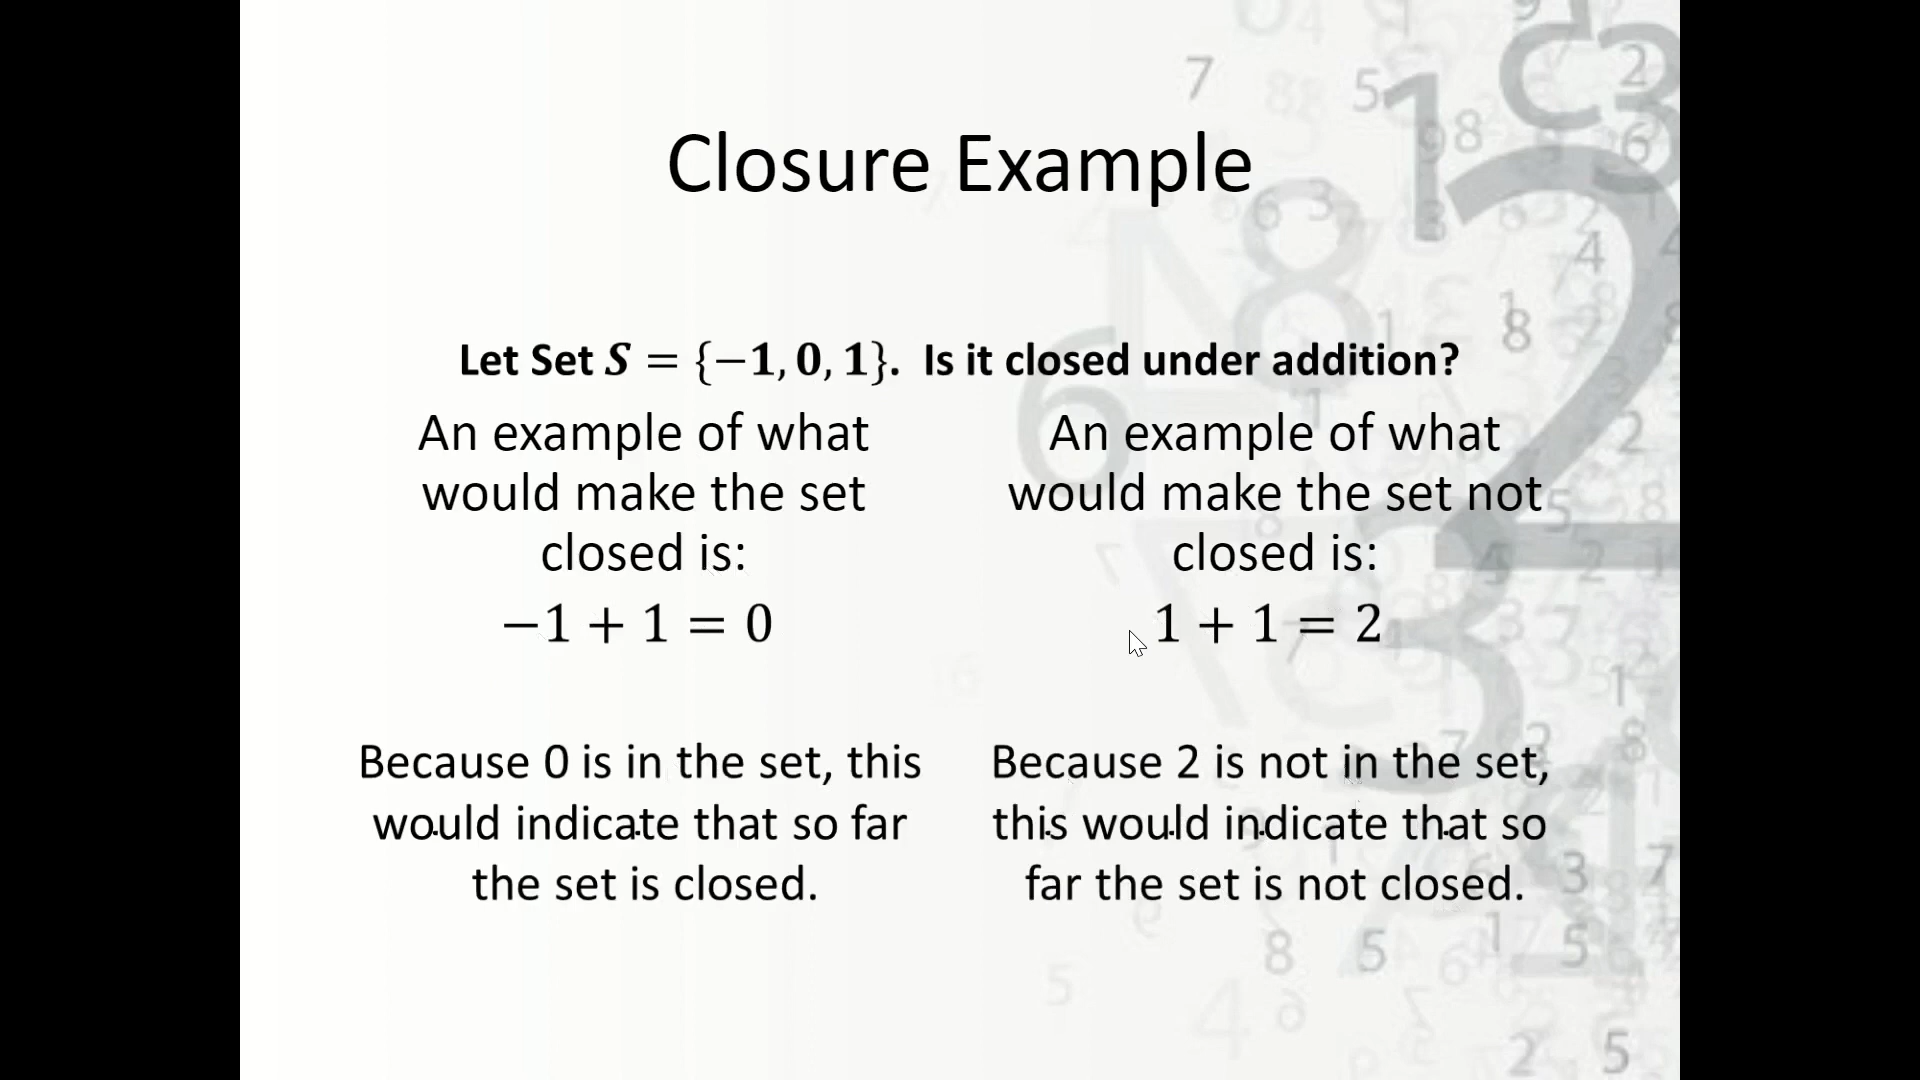 Closure Example
Let Set S = {−1, 0, 1}. Is it closed under addition?
An example of what
would make the set
closed is:
−1 + 1 = 0
Because 0 is in the set, this
would indicate that so far
the set is closed.
An example of what
would make the set not
closed is:
1 + 1 = 2
Because 2 is not in the set,
this would indicate that so
far the set is not closed.